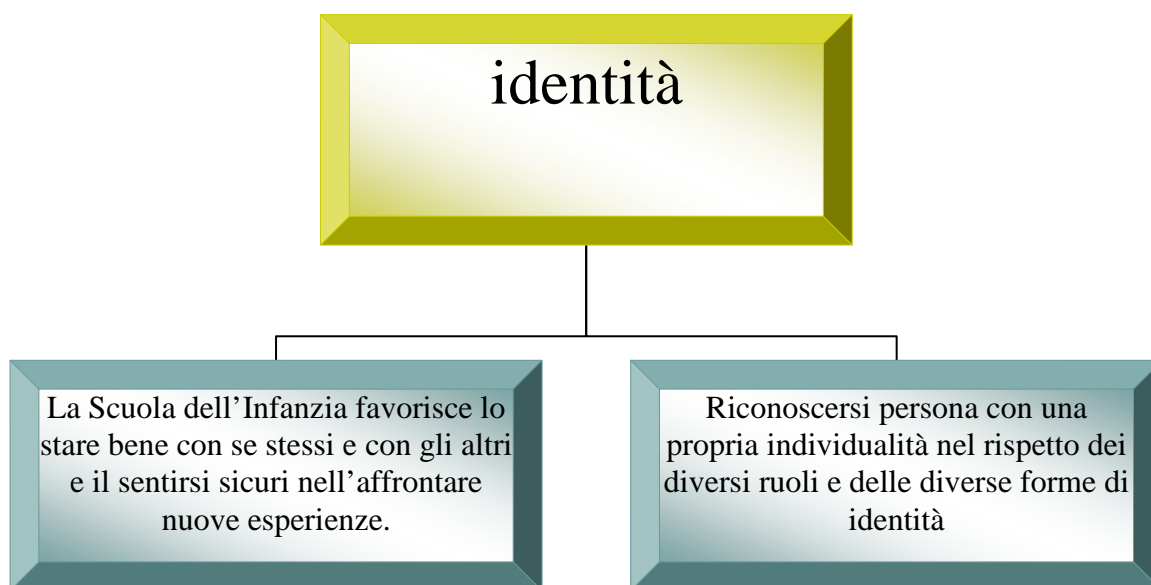 identità
La Scuola dell’Infanzia favorisce lo
stare bene con se stessi e con gli altri
e il sentirsi sicuri nell’affrontare
nuove esperienze.
Riconoscersi persona con una
propria individualità nel rispetto dei
diversi ruoli e delle diverse forme di
identità